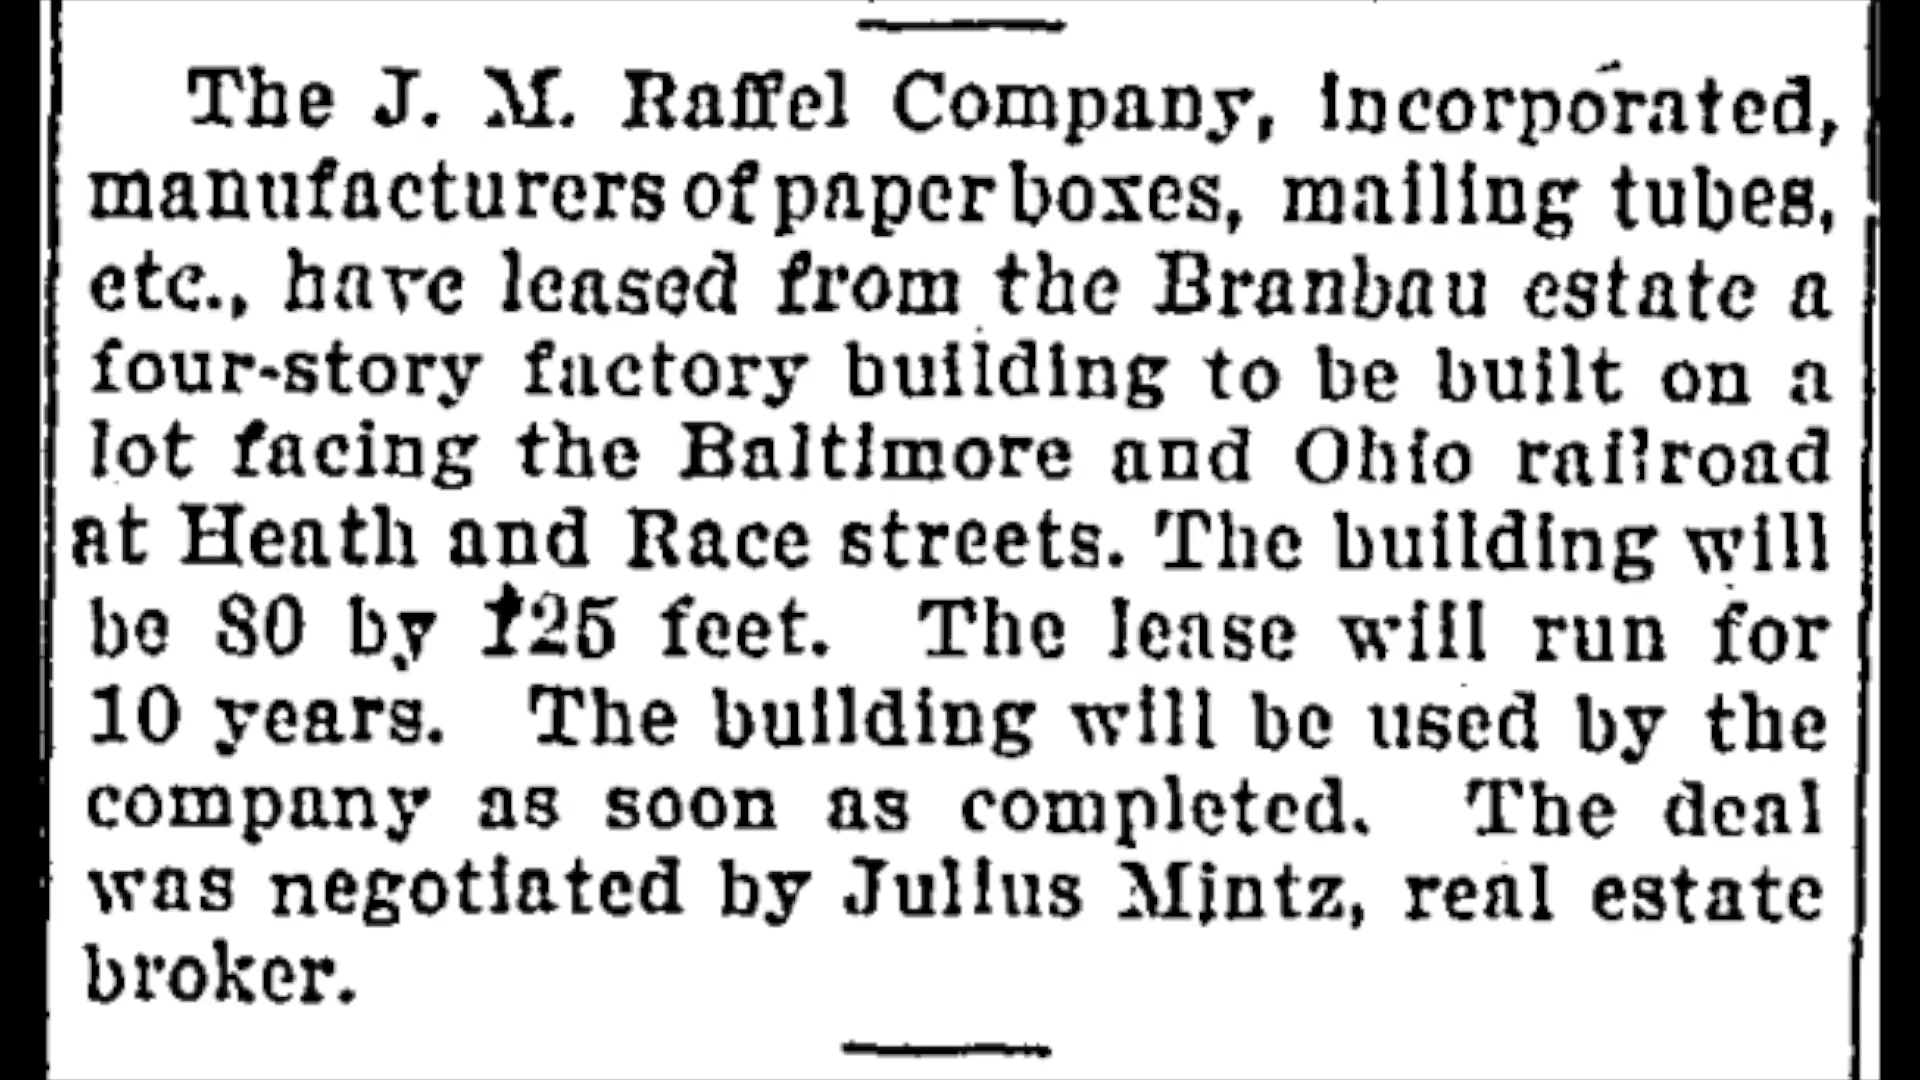 The J. M. Raffel Company, incorporated,
manufacturers of paper boxes, mailing tubes,
etc., have leased from the Branbau estate a
four-story factory building to be built on a
lot facing the Baltimore and Ohio railroad
at Heath and Race streets. The building will
be 80 by 125 feet. The lease will run for
10 years. The building will be used by the
company as soon as completed. The deal
was negotiated by Julius Mintz, real estate
broker.